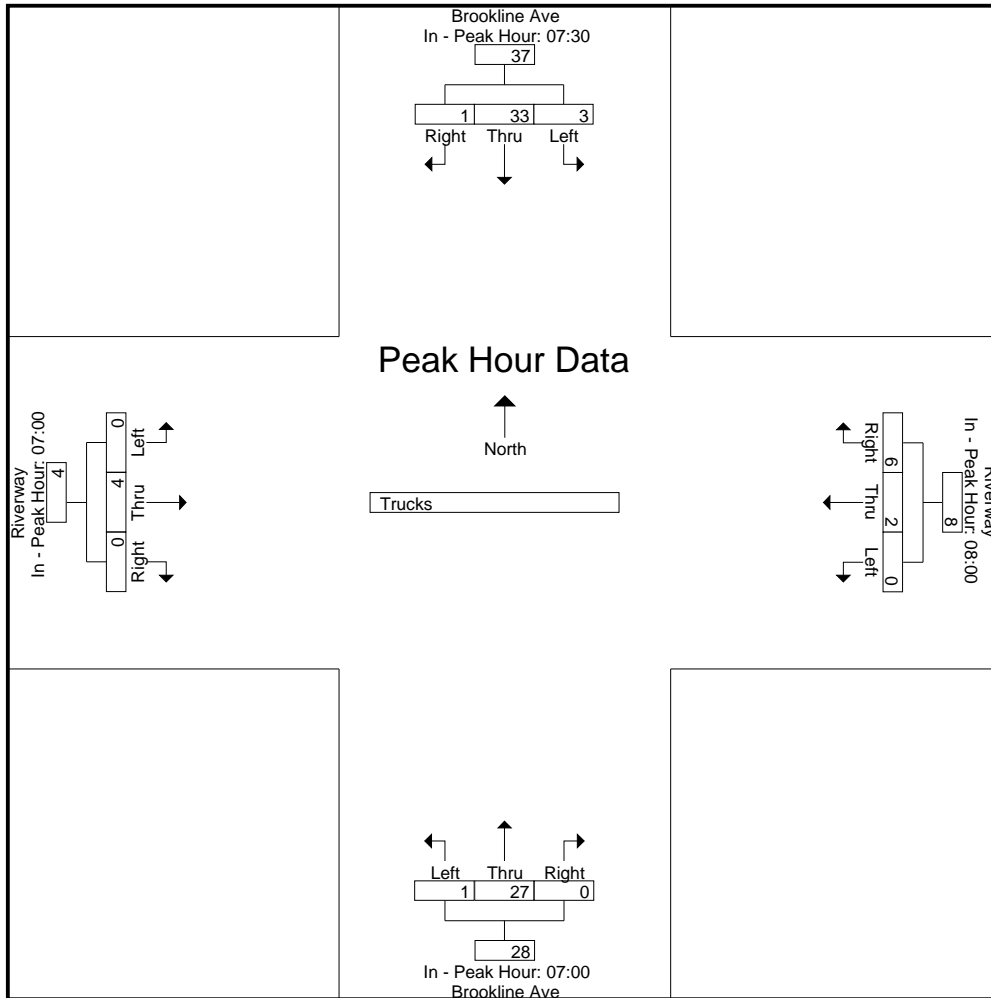 Brookline Ave
In - Peak Hour: 07:30
37
1 33 3
Right Thru Left
Peak Hour Data
North
Trucks
Riverway
In - Peak Hour: 07:00
4
0 4 0
Left Thru Right
Riverway
In - Peak Hour: 08:00
8
6 2 0
Right Thru Left
Left Thru Right
1 27 0
28
In - Peak Hour: 07:00
Brookline Ave